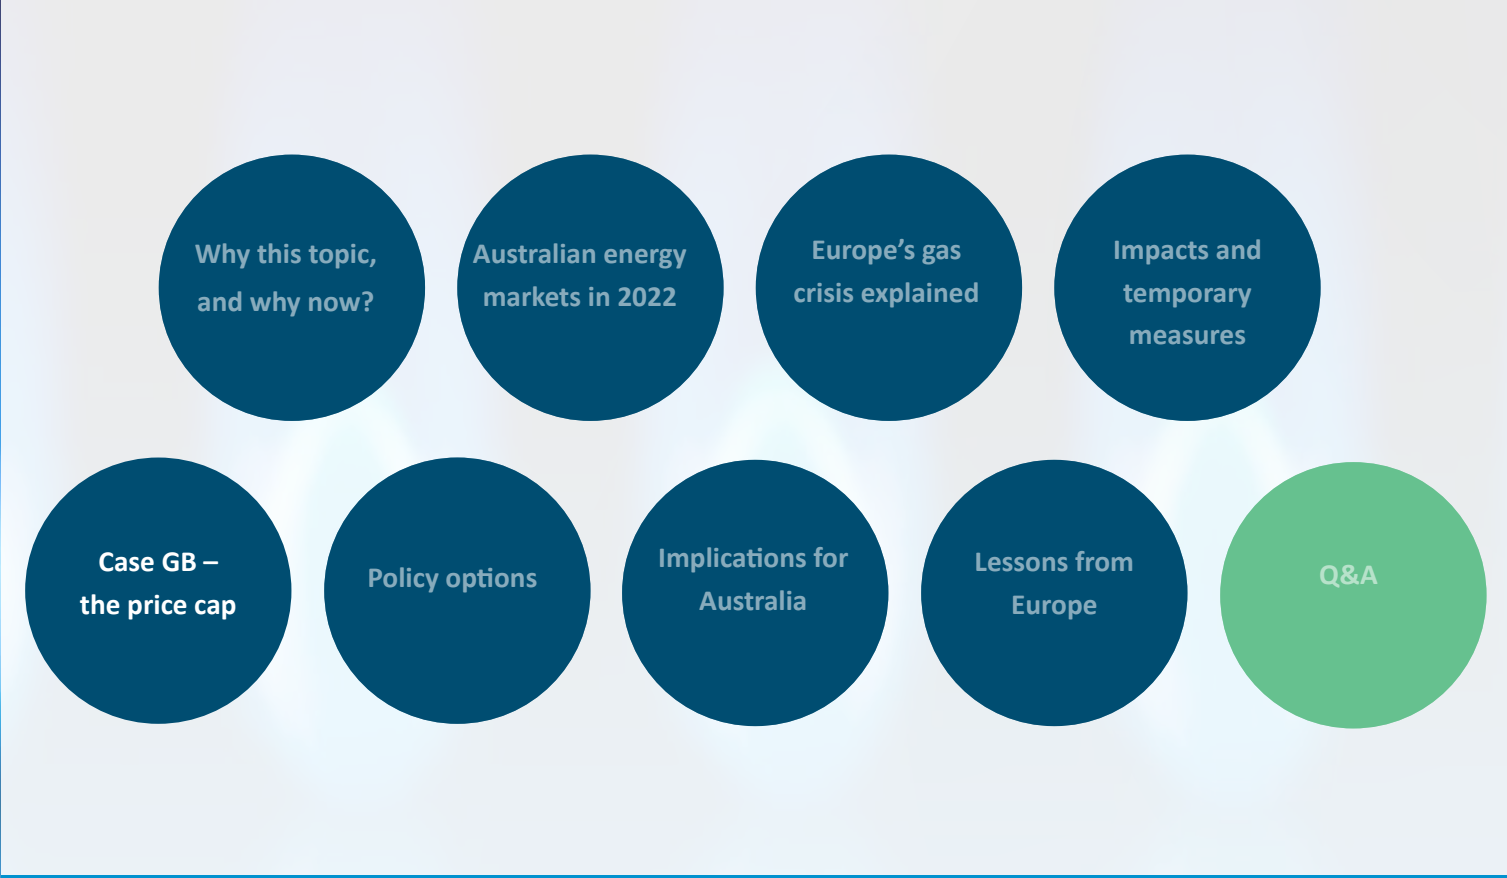 Why this topic,
and why now?
Australian energy
markets in 2022
Europe’s gas
crisis explained
Impacts and
temporary
measures
Case GB –
the price cap
Policy options
Implications for
Australia
Lessons from
Europe
Q&A